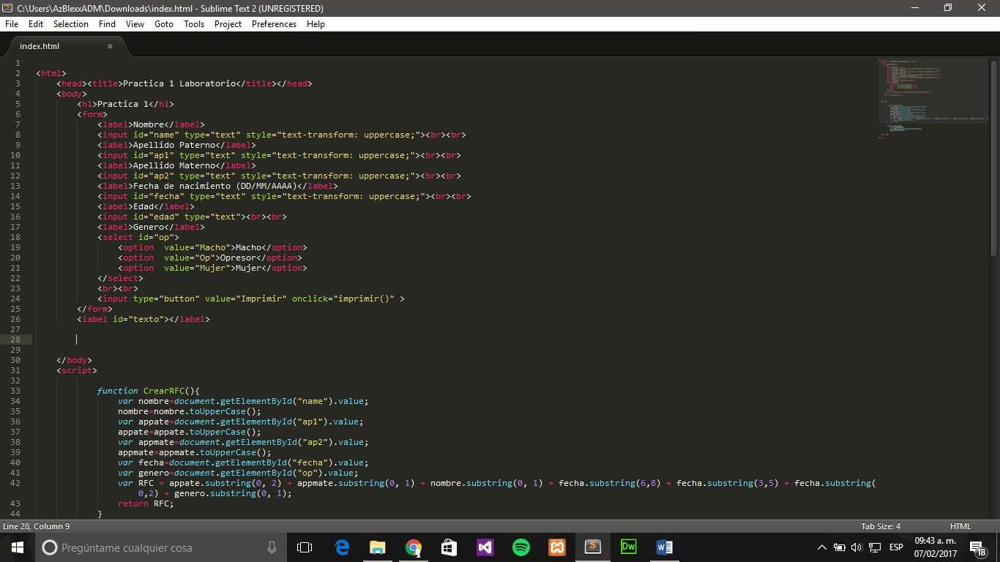 C:\Users\AzBlexxADM\Downloads\index.html - Sublime Text 2 (UNREGISTERED)
File Edit Selection Find View Goto Tools Project Preferences Help
index.html
1
2 <html>
3 <head><title>Practica 1 Laboratorio</title></head>
4 <body>
5 <h1>Practica 1</h1>
6 <form>
7 <label>Nombre</label>
8 <input id="name" type="text" style="text-transform: uppercase;"><br><br>
9 <label>Apellido Paterno</label>
10 <input id="ap1" type="text" style="text-transform: uppercase;"><br><br>
11 <label>Apellido Materno</label>
12 <input id="ap2" type="text" style="text-transform: uppercase;"><br><br>
13 <label>Fecha de nacimiento (DD/MM/AAAA)</label>
14 <input id="fecha" type="text" style="text-transform: uppercase;"><br><br>
15 <label>Edad</label>
16 <input id="edad" type="text"><br><br>
17 <label>Genero</label>
18 <select id="op">
19 <option  value="Macho">Macho</option>
20 <option  value="Op">Opresor</option>
21 <option  value="Mujer">Mujer</option>
22 </select>
23 <br><br>
24 <input type="button" value="Imprimir" onclick="imprimir()" >
25 </form>
26 <label id="texto"></label>
27
28
29
30 </body>
31 <script>
32
33 function CrearRFC(){
34 var nombre=document.getElementById("name").value;
35 nombre=nombre.toUpperCase();
36 var appate=document.getElementById("ap1").value;
37 appate=appate.toUpperCase();
38 var appmate=document.getElementById("ap2").value;
39 appmate=appmate.toUpperCase();
40 var fecha=document.getElementById("fecha").value;
41 var genero=document.getElementById("op").value;
42 var RFC = appate.substring(0, 2) + appmate.substring(0, 1) + nombre.substring(0, 1) + fecha.substring(6,8) + fecha.substring(3,5) + fecha.substring(
0,2) + genero.substring(0, 1);
43 return RFC;
44 }
Line 28, Column 9 Tab Size: 4 HTML
Pregúntame cualquier cosa
ESP
09:43 a. m.
07/02/2017
18